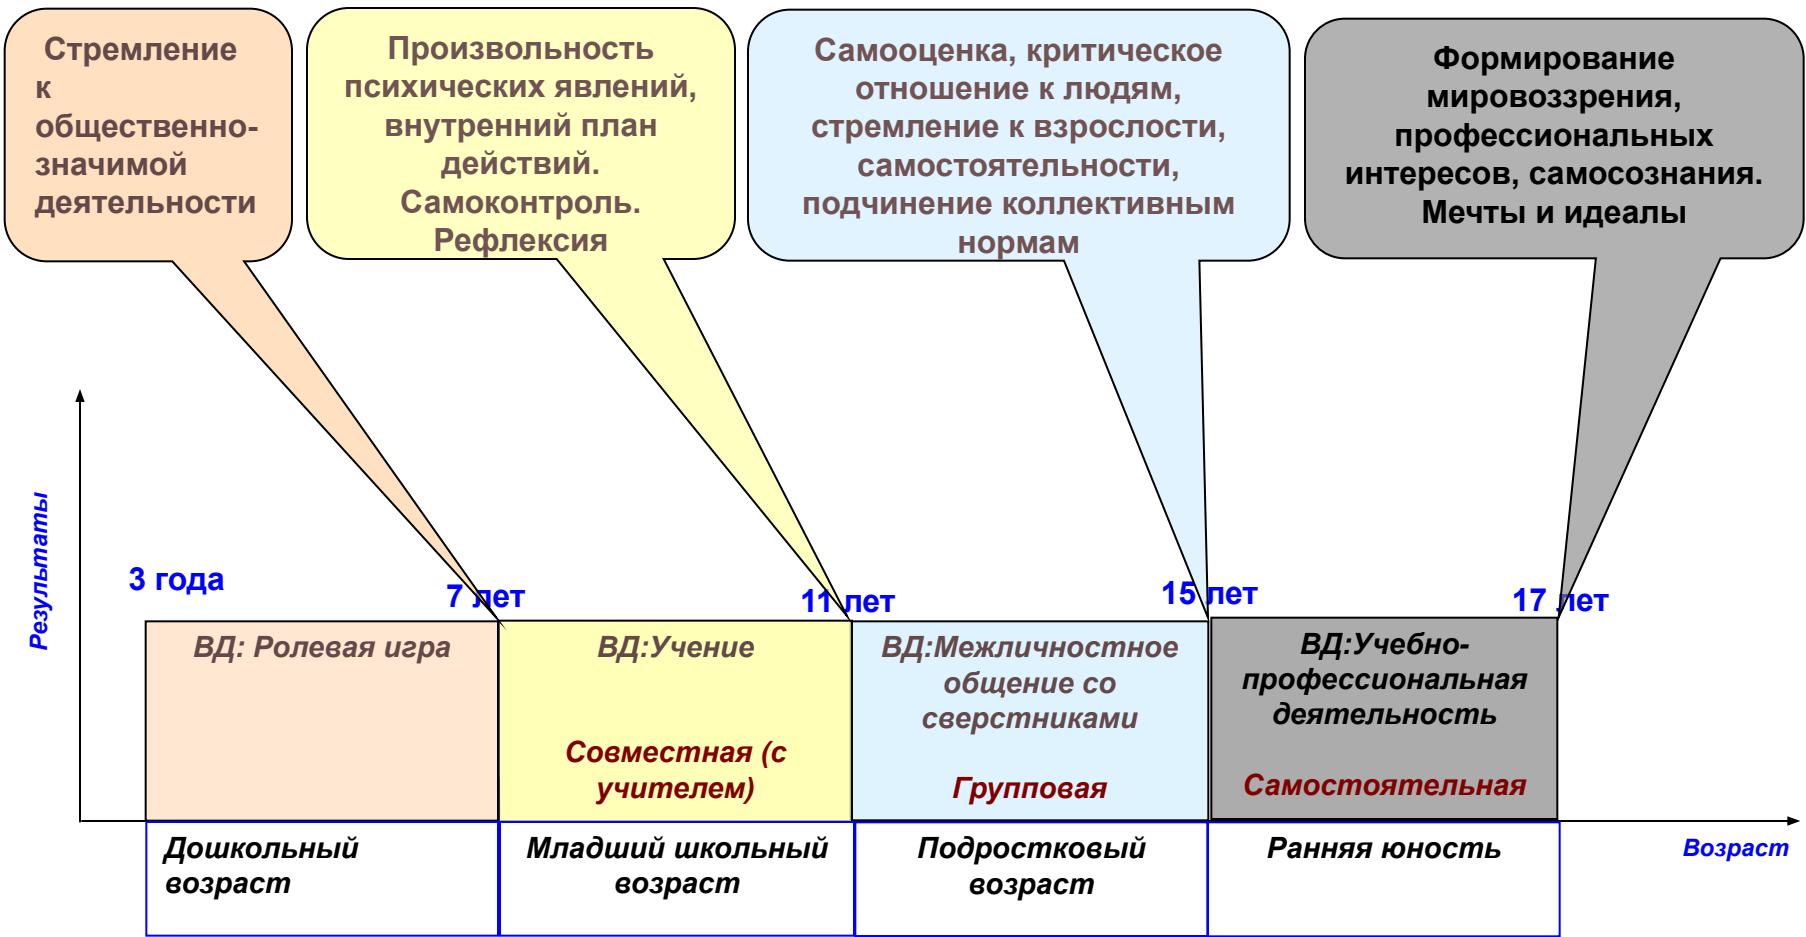 Стремление
к
общественно-
значимой
деятельности
Произвольность
психических явлений,
внутренний план
действий.
Самоконтроль.
Рефлексия
Самооценка, критическое
отношение к людям,
стремление к взрослости,
самостоятельности,
подчинение коллективным
нормам
Формирование
мировоззрения,
профессиональных
интересов, самосознания.
Мечты и идеалы
Результаты
3 года
7 лет
11 лет
15 лет
17 лет
ВД: Ролевая игра
ВД:Учение
Совместная (с
учителем)
ВД:Межличностное
общение со
сверстниками
Групповая
ВД:Учебно-
профессиональная
деятельность
Самостоятельная
Дошкольный
возраст
Младший школьный
возраст
Подростковый
возраст
Ранняя юность
Возраст